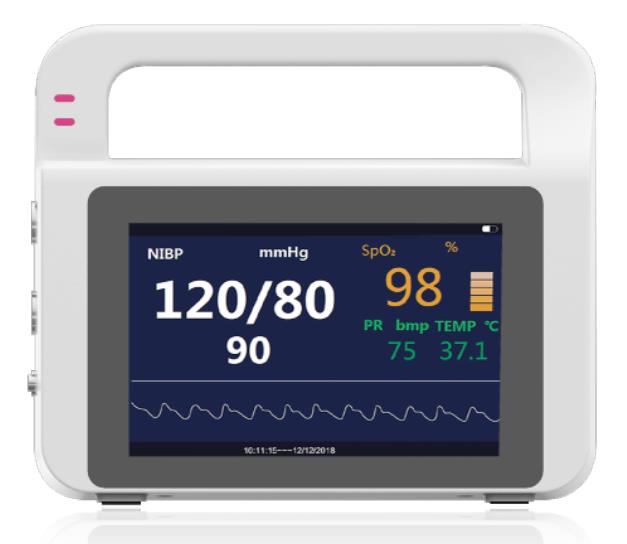 NIBP mmHg SpO₂ %
120/80 98
90
PR bmp TEMP ℃
75 37.1
10:11:15---12/12/2018